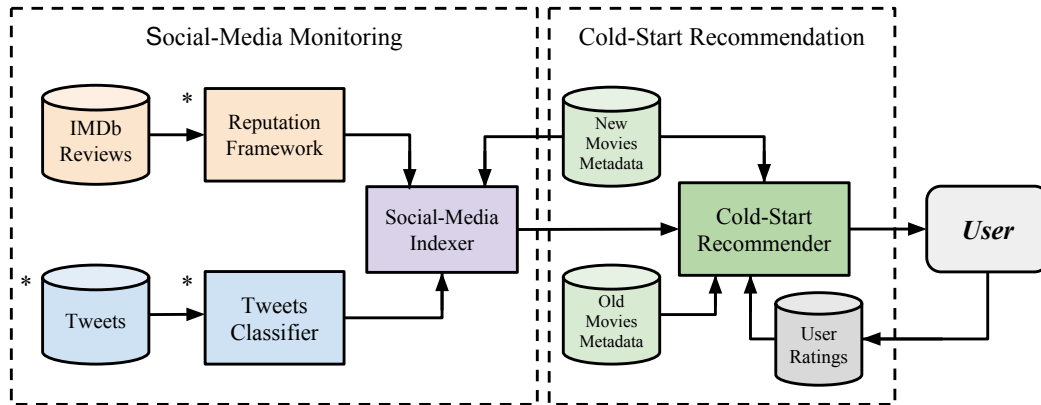 Social-Media Monitoring
Cold-Start Recommendation
*
IMDb
Reviews
Reputation
Framework
New
Movies
Metadata
Social-Media
Indexer
Cold-Start
Recommender
User
*
*
Tweets
Tweets
Classifier
Old
Movies
Metadata
User
Ratings